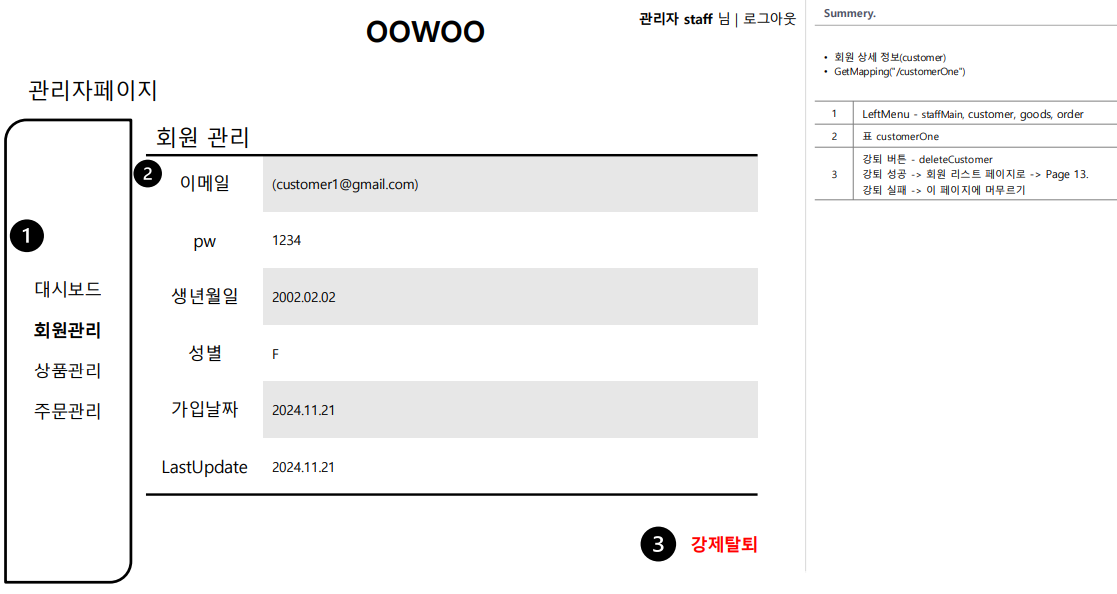 OOWOO
관리자 staff 님 | 로그아웃
관리자페이지
1
대시보드
회원관리
상품관리
주문관리
회원 관리
2
이메일 (customer1@gmail.com)
pw 1234
생년월일 2002.02.02
성별 F
가입날짜 2024.11.21
LastUpdate 2024.11.21
3 강제탈퇴
Summery.
• 회원 상세 정보(customer)
• GetMapping("/customerOne")
1 LeftMenu - staffMain, customer, goods, order
2 표 customerOne
3 강퇴 버튼 - deleteCustomer
강퇴 성공 -> 회원 리스트 페이지로 -> Page 13.
강퇴 실패 -> 이 페이지에 머무르기